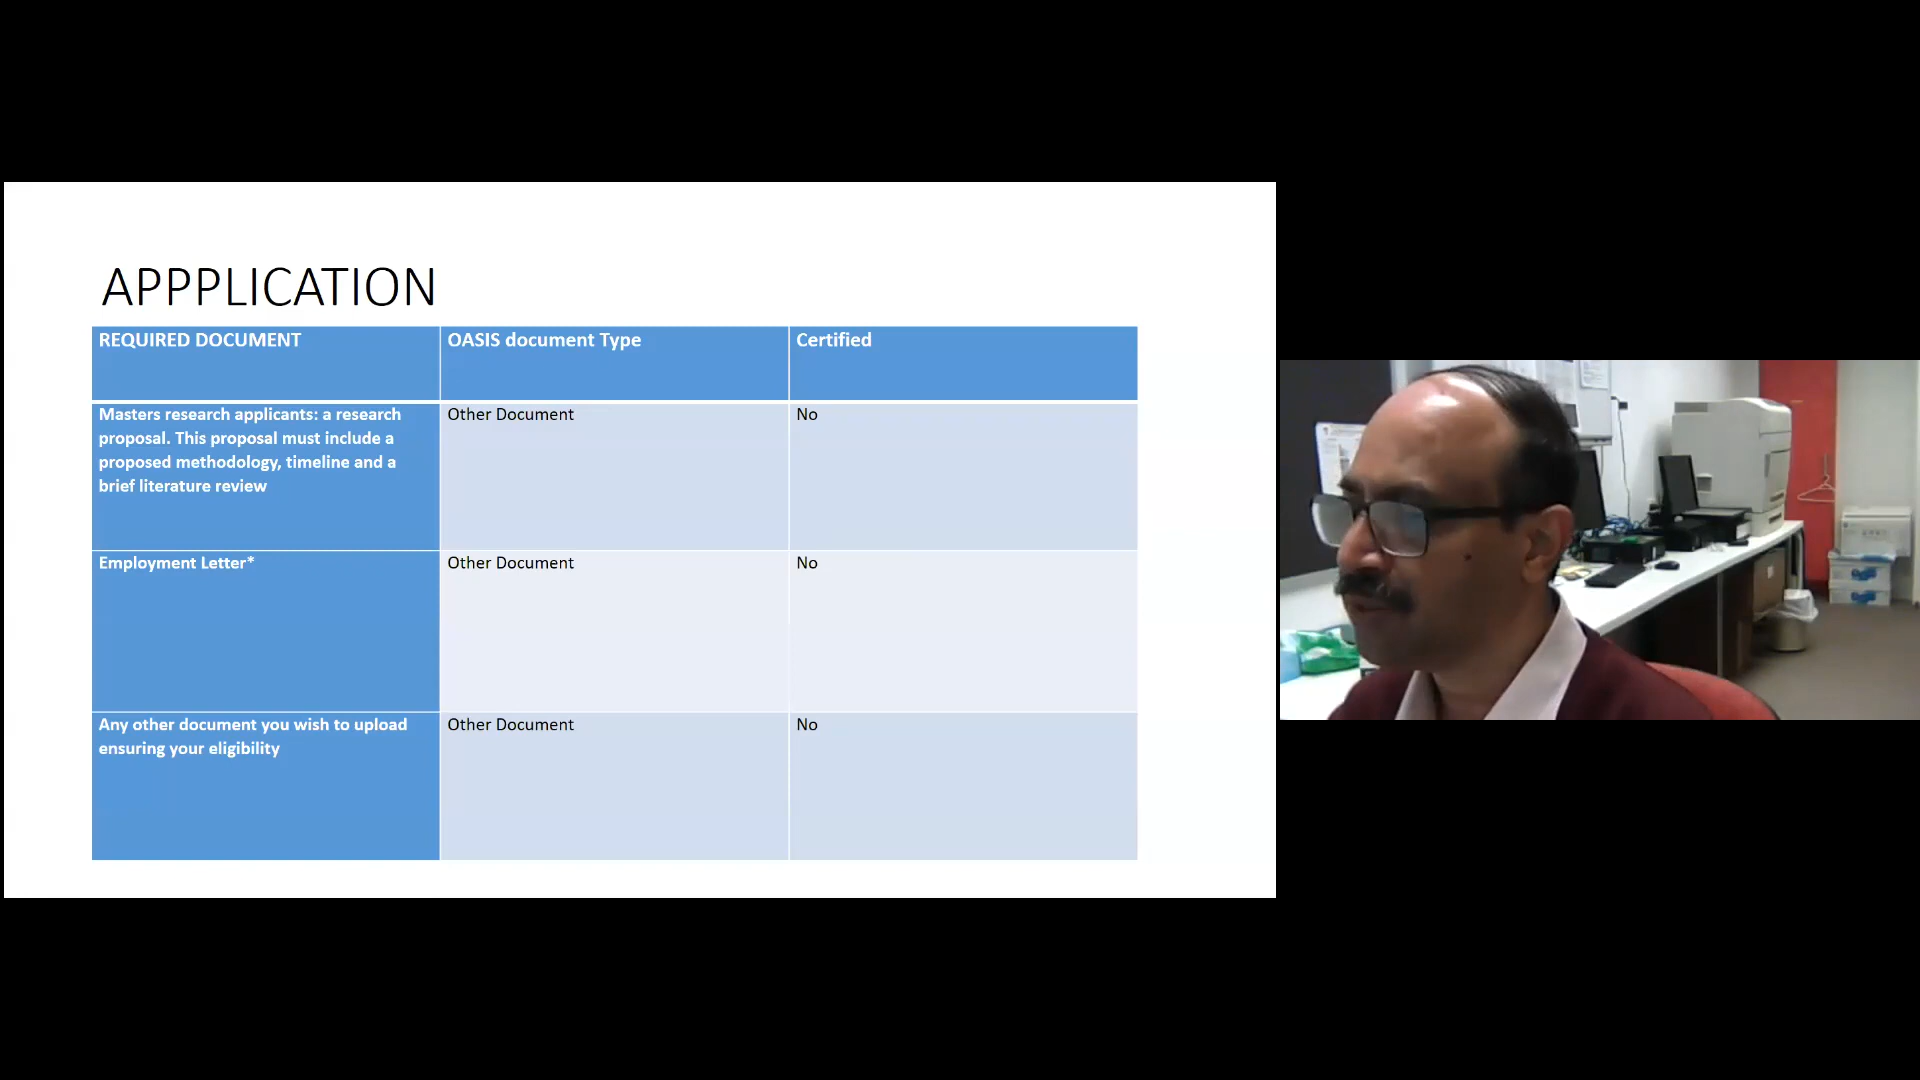 APPPLICATION
REQUIRED DOCUMENT
OASIS document Type
Certified
Masters research applicants: a research
proposal. This proposal must include a
proposed methodology, timeline and a
brief literature review
Other Document
No
Employment Letter*
Other Document
No
Any other document you wish to upload
ensuring your eligibility
Other Document
No